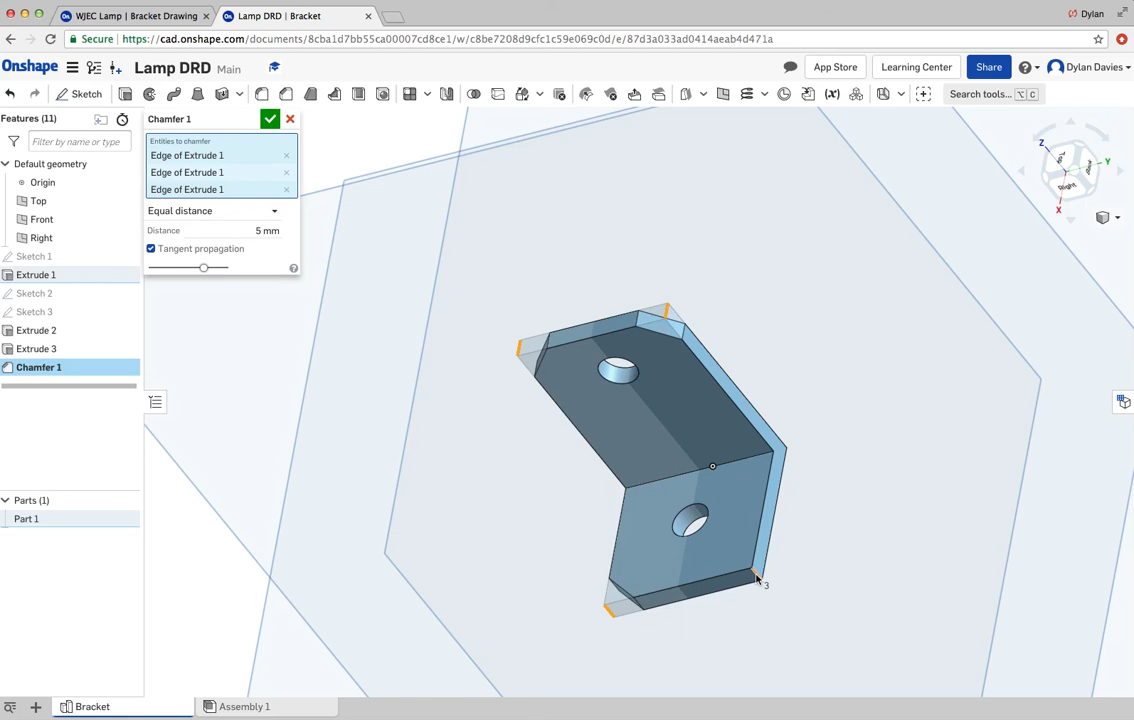 WJEC Lamp | Bracket Drawing
Lamp DRD | Bracket
Dylan
Secure
https://cad.onshape.com/documents/8cba1d7bb55ca00007cd8ce1/w/c8be7208d9cfc1c59e069c0d/e/87d3a033ad0414aeab4d471a
Onshape
Lamp DRD Main
App Store
Learning Center
Share
Dylan Davies
Sketch
Search tools... ⌥ C
Features (11)
Filter by name or type
Default geometry
Origin
Top
Front
Right
Sketch 1
Extrude 1
Sketch 2
Sketch 3
Extrude 2
Extrude 3
Chamfer 1
Parts (1)
Part 1
Chamfer 1
Entities to chamfer
Edge of Extrude 1
Edge of Extrude 1
Edge of Extrude 1
Equal distance
Distance 5 mm
Tangent propagation
3
Z
Y
X
Top
Right
Bracket
Assembly 1